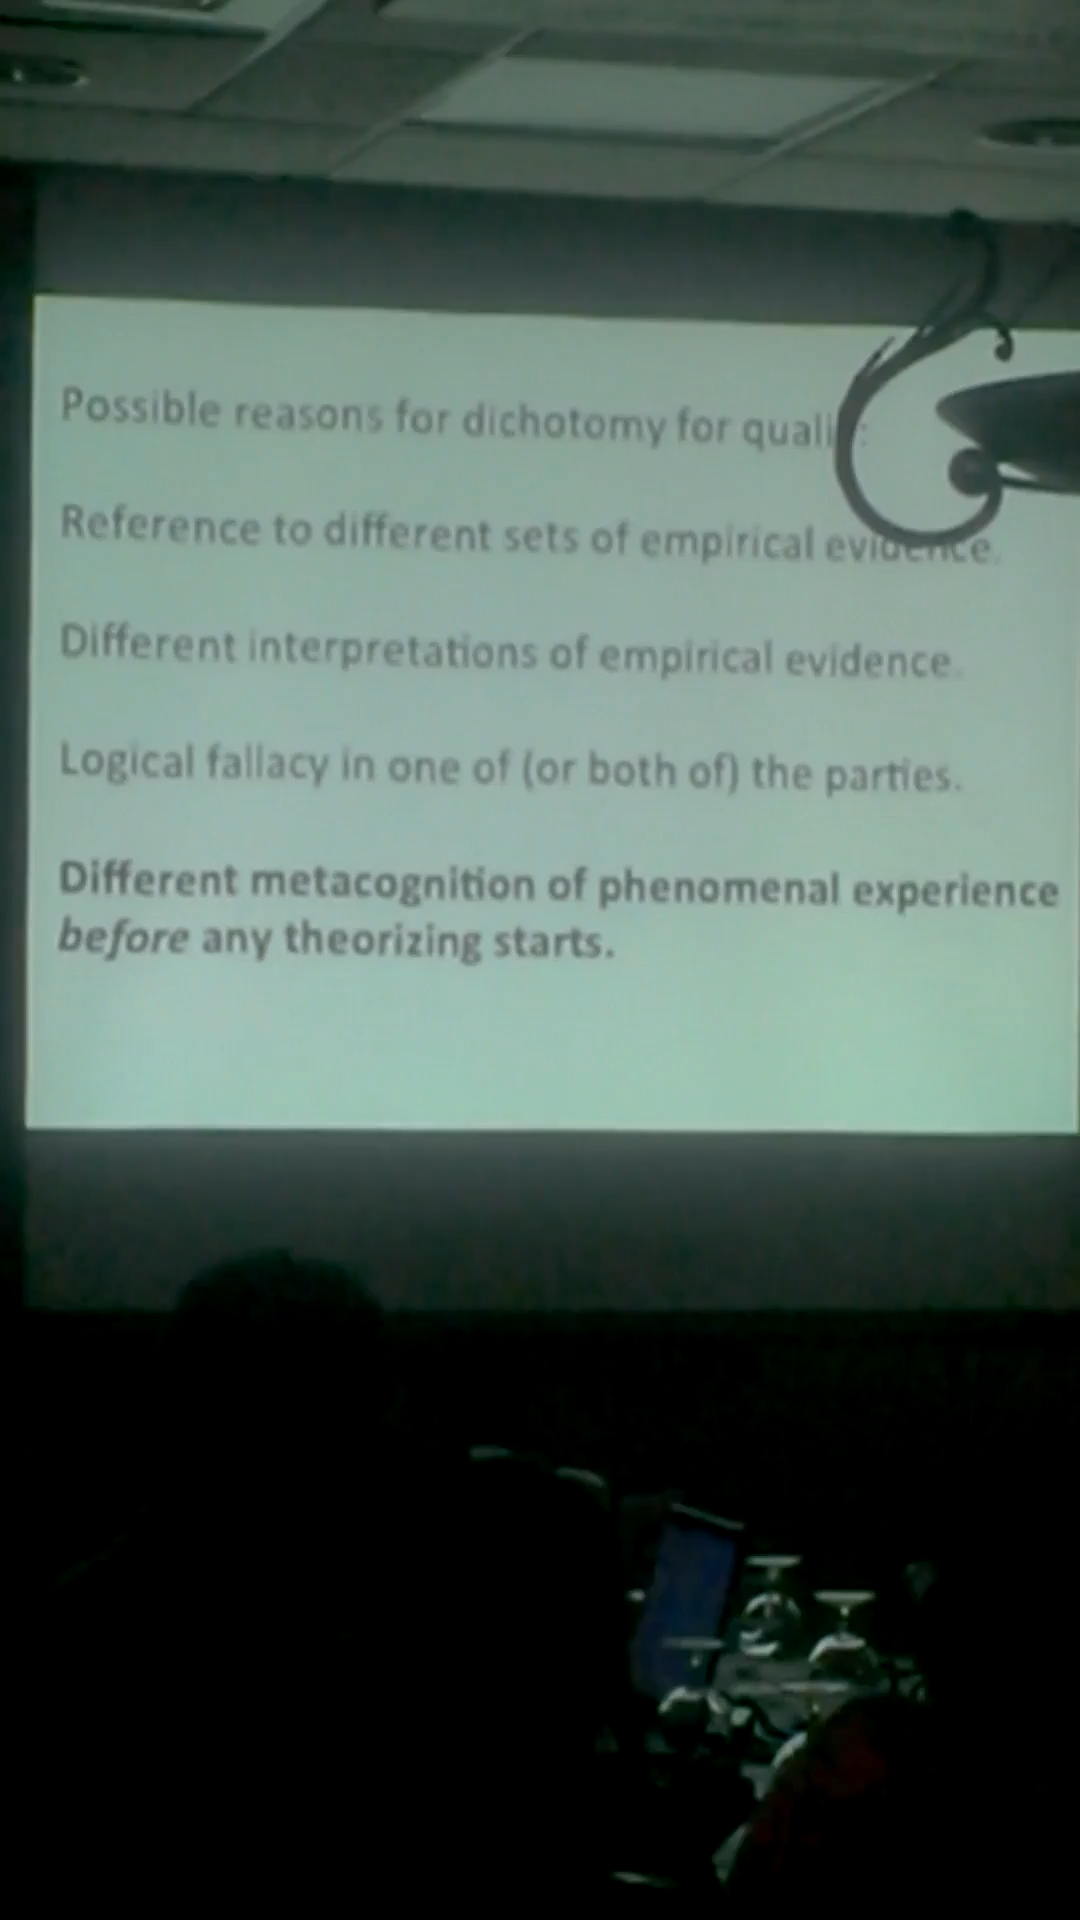 Possible reasons for dichotomy for quali :
Reference to different sets of empirical evidence.
Different interpretations of empirical evidence.
Logical fallacy in one of (or both of) the parties.
Different metacognition of phenomenal experience
before any theorizing starts.